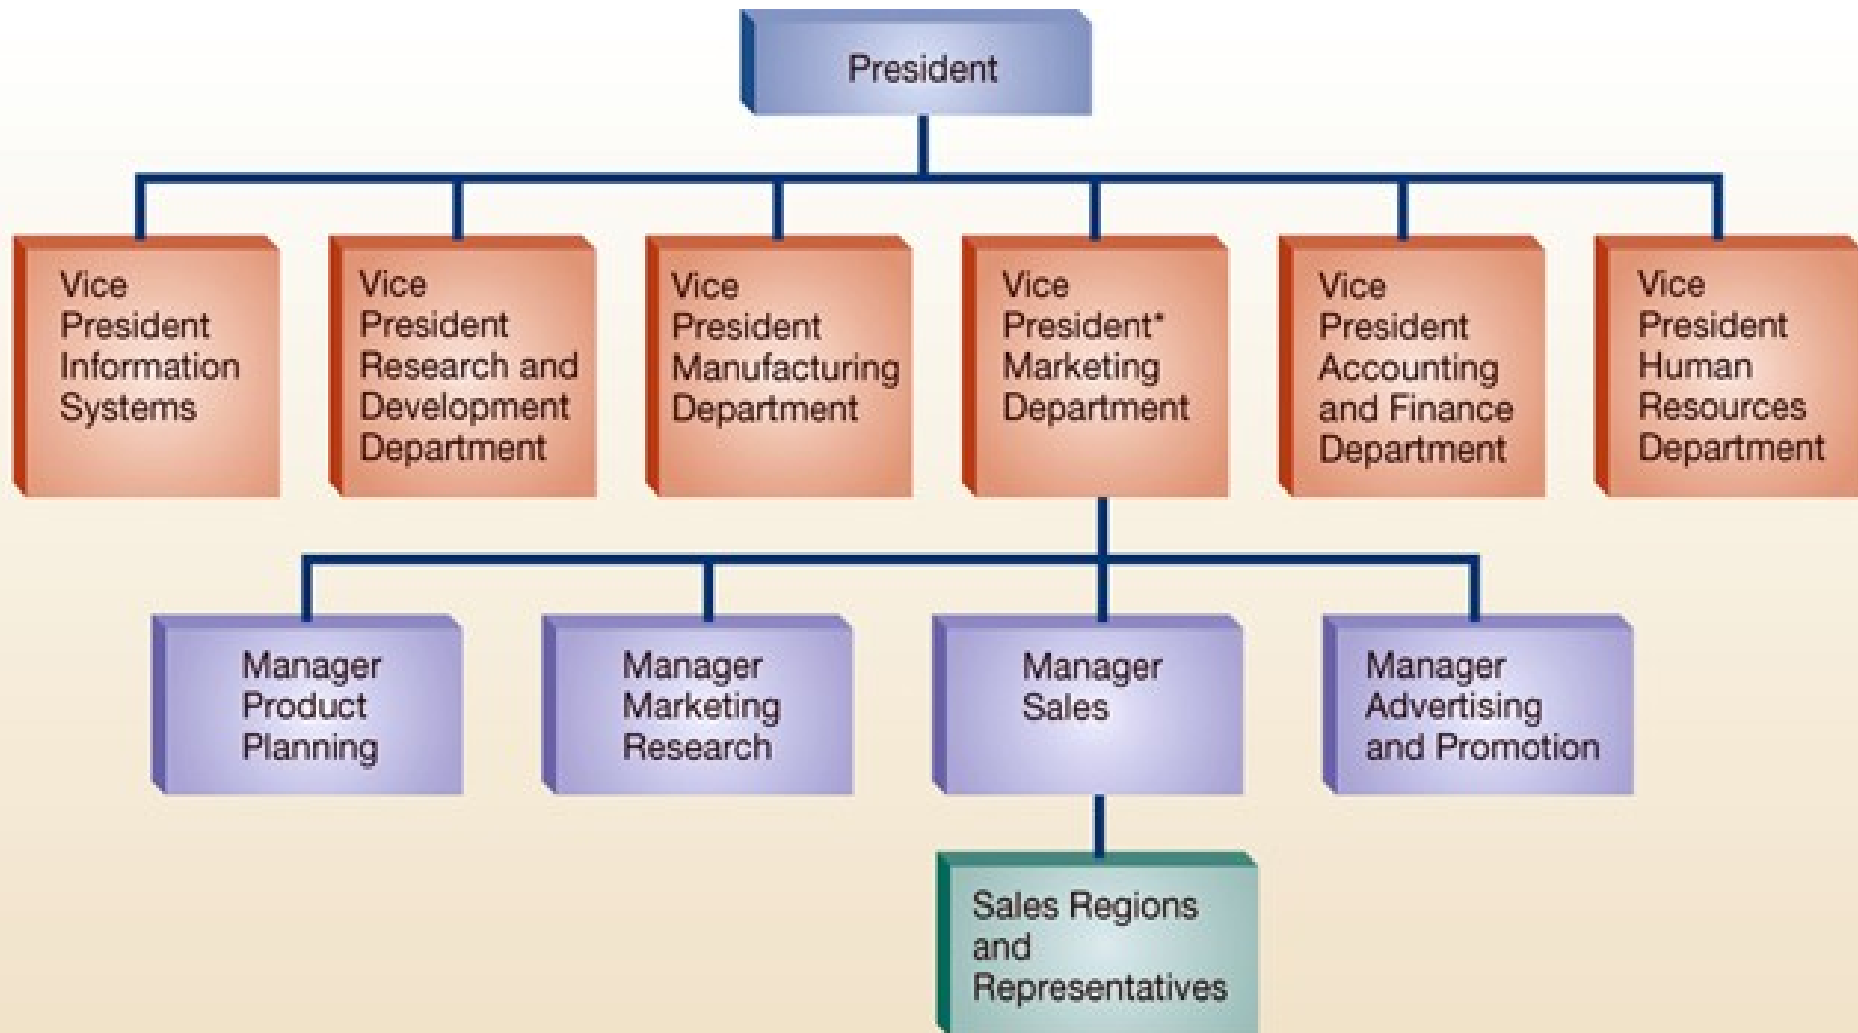 President
Vice
President
Information
Systems
Vice
President
Research and
Development
Department
Vice
President
Manufacturing
Department
Vice
President*
Marketing
Department
Vice
President
Accounting
and Finance
Department
Vice
President
Human
Resources
Department
Manager
Product
Planning
Manager
Marketing
Research
Manager
Sales
Manager
Advertising
and Promotion
Sales Regions
and
Representatives